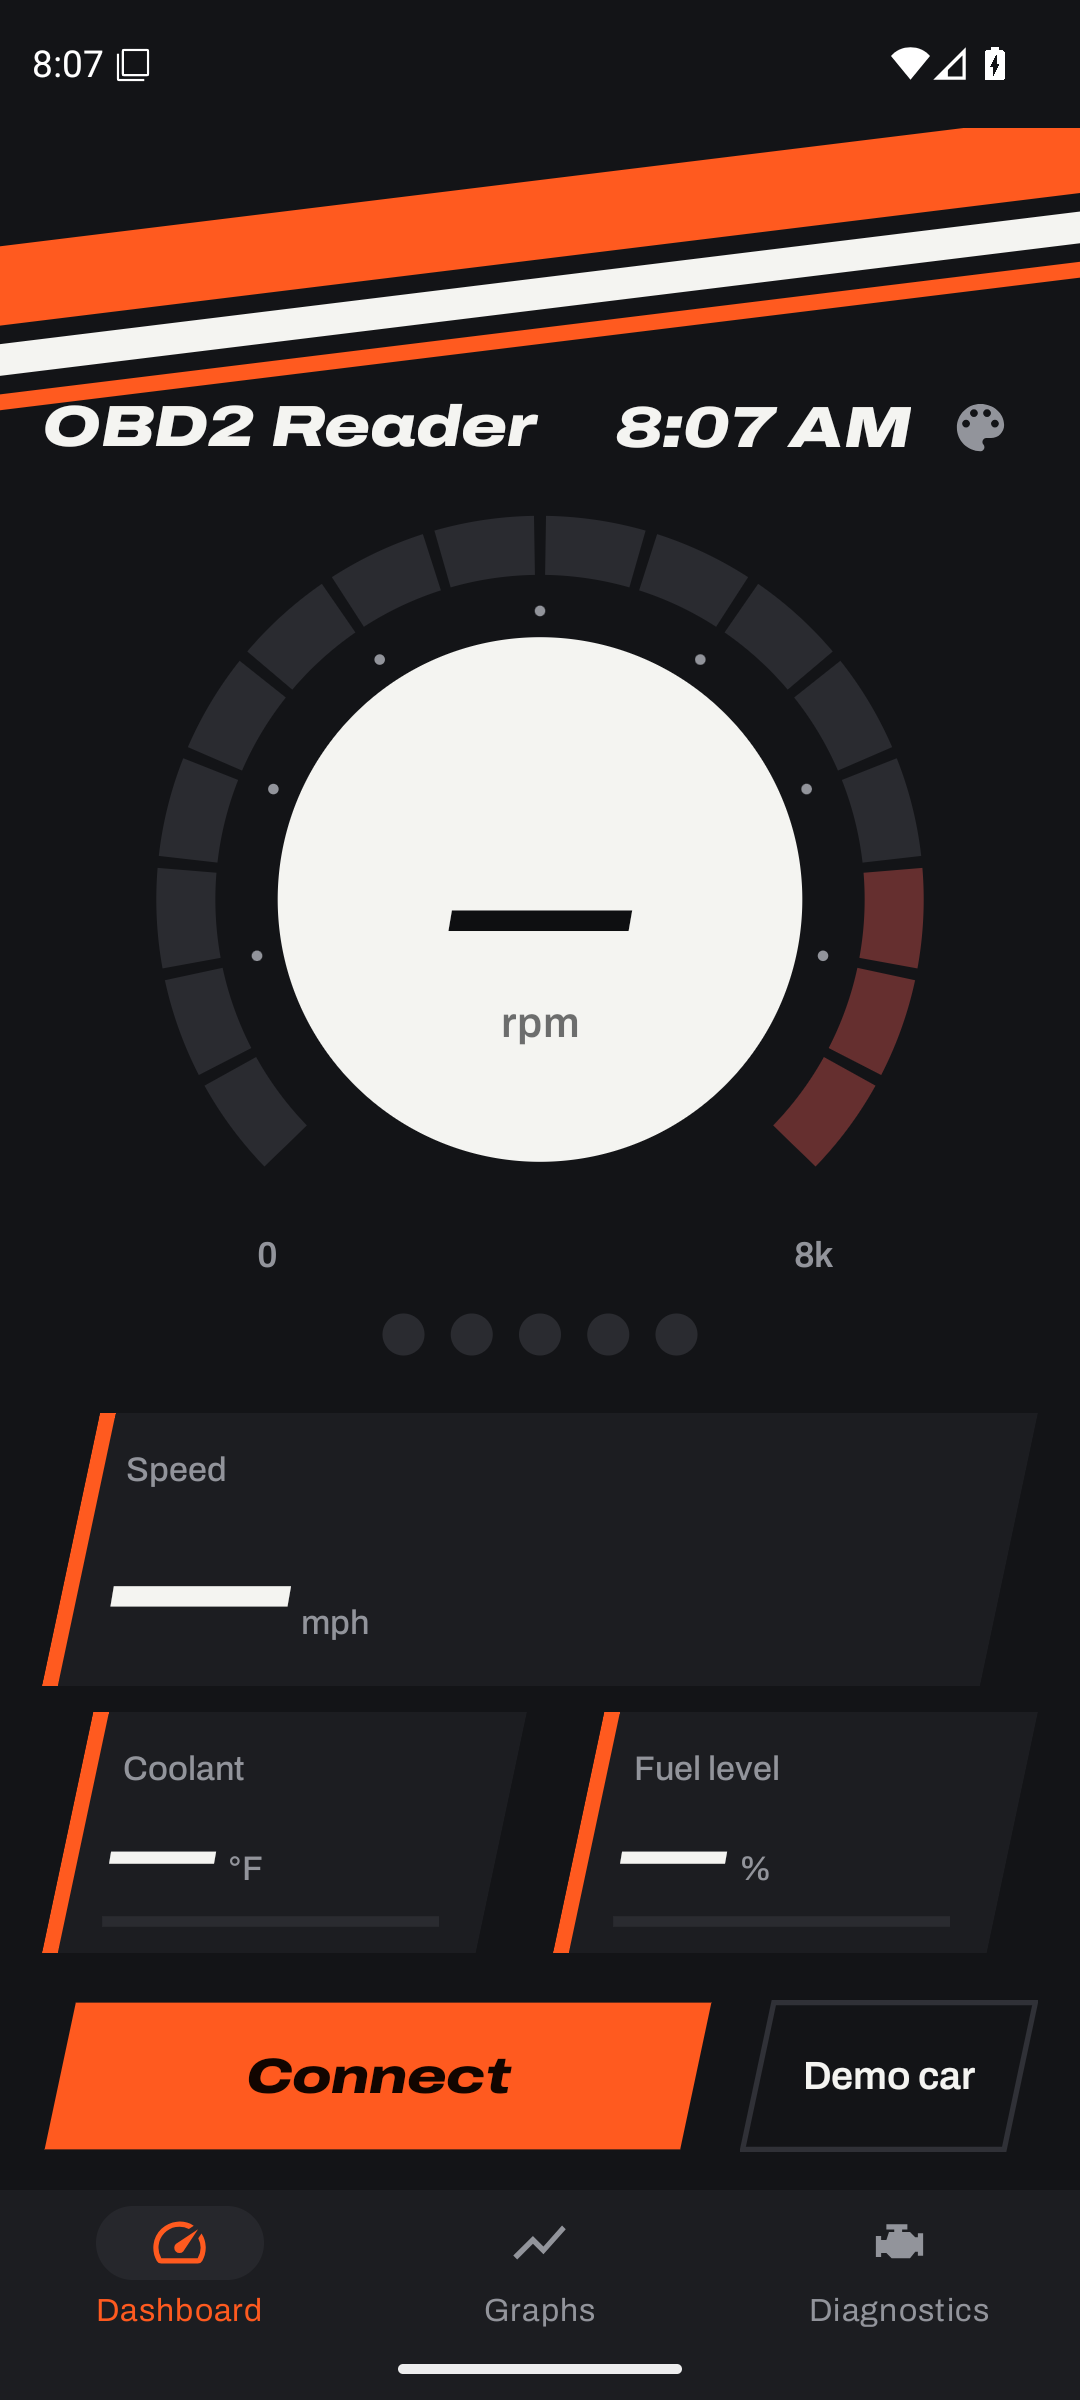 8:07
OBD2 Reader 8:07 AM
—
rpm
0 8k
Speed
— mph
Coolant Fuel level
— °F — %
Connect Demo car
Dashboard Graphs Diagnostics